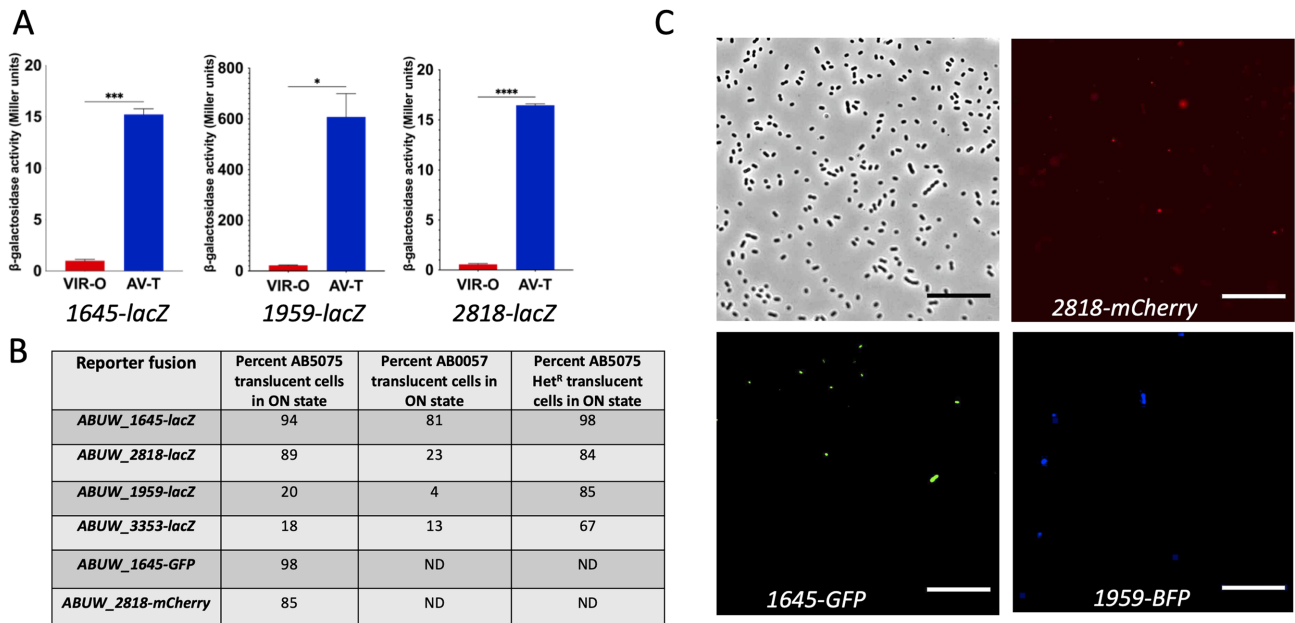 A
β-galactosidase activity (Miller units)
20
15
10
5
0
***
VIR-O AV-T
1645-lacZ
β-galactosidase activity (Miller units)
800
600
400
200
0
*
VIR-O AV-T
1959-lacZ
β-galactosidase activity (Miller units)
20
15
10
5
0
****
VIR-O AV-T
2818-lacZ
B
Reporter fusion
Percent AB5075
translucent cells
in ON state
Percent AB0057
translucent cells in
ON state
Percent AB5075
Het^R translucent
cells in ON state
ABUW_1645-lacZ 94 81 98
ABUW_2818-lacZ 89 23 84
ABUW_1959-lacZ 20 4 85
ABUW_3353-lacZ 18 13 67
ABUW_1645-GFP 98 ND ND
ABUW_2818-mCherry 85 ND ND
C
2818-mCherry
1645-GFP
1959-BFP